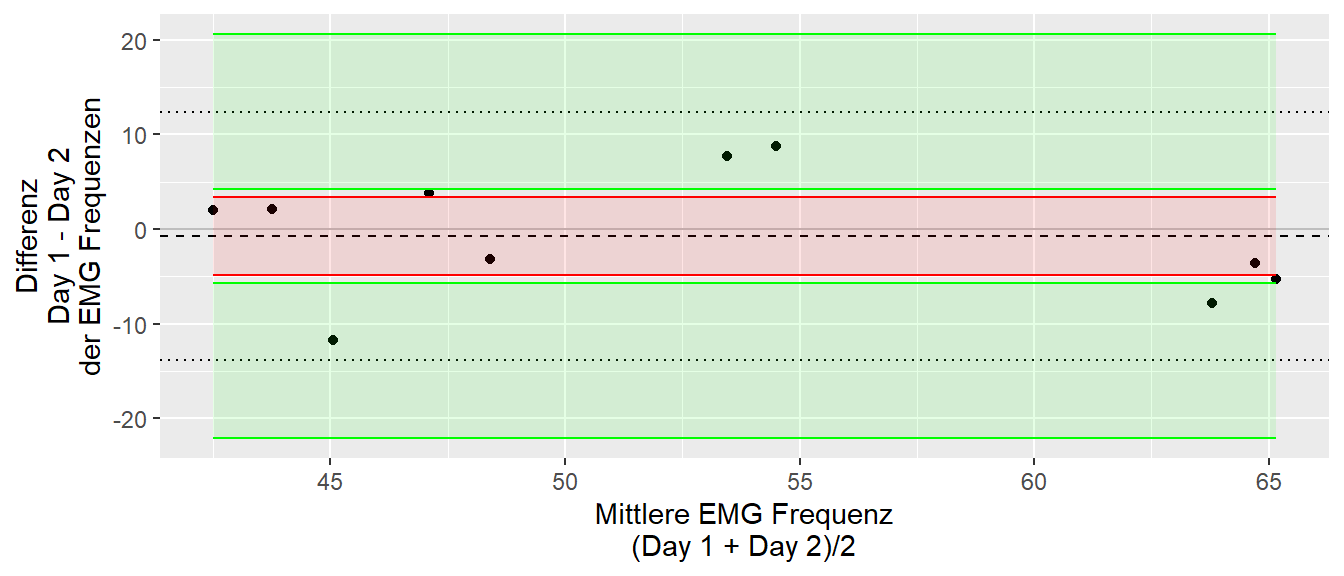 Differenz
Day 1 - Day 2
der EMG Frequenzen
20
10
0
-10
-20
45
50
55
60
65
Mittlere EMG Frequenz
(Day 1 + Day 2)/2